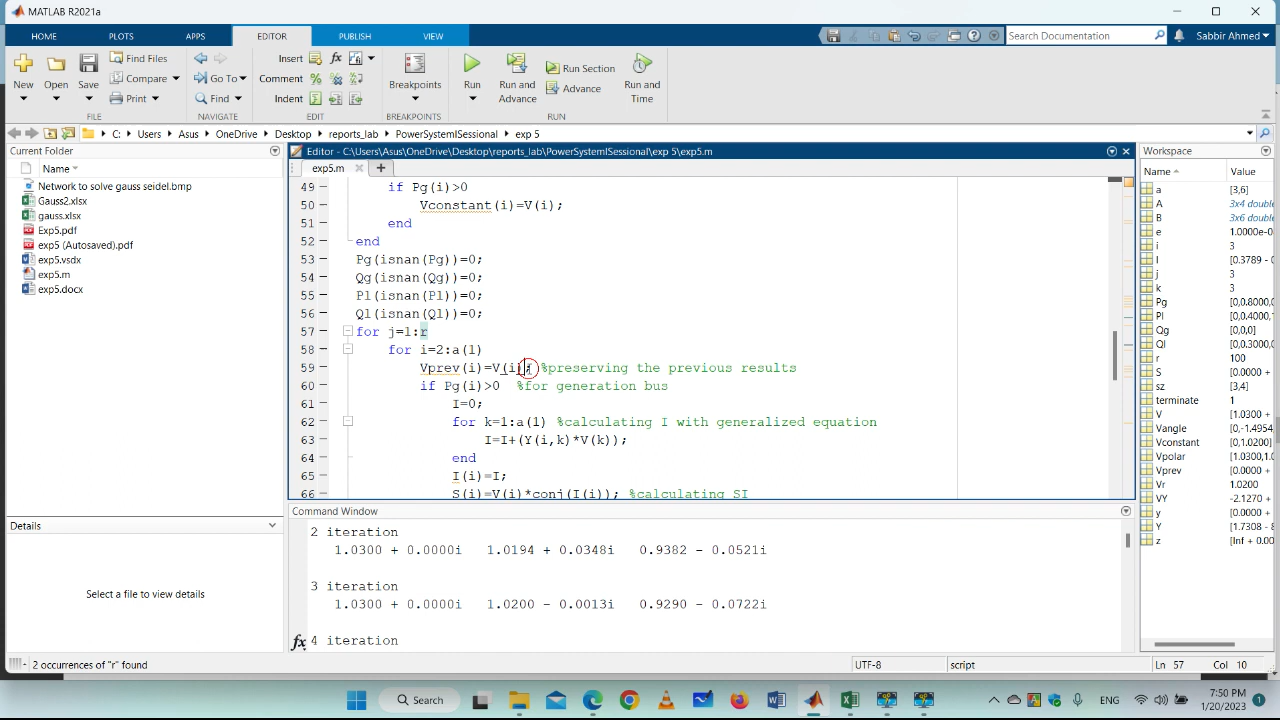 MATLAB R2021a
HOME PLOTS APPS EDITOR PUBLISH VIEW Search Documentation Sabbir Ahmed
New Open Save Find Files Compare Print Go To Find Insert Comment Indent Breakpoints Run Run and Advance Run Section Advance Run and Time
FILE NAVIGATE EDIT BREAKPOINTS RUN
C: Users Asus OneDrive Desktop reports_lab PowerSystemISessional exp 5
Current Folder
Name
Network to solve gauss seidel.bmp
Gauss2.xlsx
gauss.xlsx
Exp5.pdf
exp5 (Autosaved).pdf
exp5.vsdx
exp5.m
exp5.docx
Details
Select a file to view details
Editor - C:\Users\Asus\OneDrive\Desktop\reports_lab\PowerSystemISessional\exp 5\exp5.m
exp5.m
49 if Pg(i)>0
50 Vconstant(i)=V(i);
51 end
52 end
53 Pg(isnan(Pg))=0;
54 Qg(isnan(Qg))=0;
55 Pl(isnan(Pl))=0;
56 Ql(isnan(Ql))=0;
57 for j=1:r
58 for i=2:a(1)
59 Vprev(i)=V(i); %preserving the previous results
60 if Pg(i)>0 %for generation bus
61 I=0;
62 for k=1:a(1) %calculating I with generalized equation
63 I=I+(Y(i,k)*V(k));
64 end
65 I(i)=I;
66 S(i)=V(i)*conj(I(i)); %calculating SI
Command Window
2 iteration
1.0300 + 0.0000i 1.0194 + 0.0348i 0.9382 - 0.0521i
3 iteration
1.0300 + 0.0000i 1.0200 - 0.0013i 0.9290 - 0.0722i
fx 4 iteration
Workspace
Name Value
a [3,6]
A 3x4 double
B 3x6 double
e 1.0000e-0
i 3
I [0.3789 - 0
j 3
k 3
Pg [0,0.8000,0
Pl [0,0.4000,1
Qg [0,0,0]
Ql [0,0.3000,0
r 100
S [0.0000 +
sz [3,4]
terminate 1
V [1.0300 +
Vangle [0,-1.4954,
Vconstant [0,1.0200]
Vpolar [1.0300,1.0
Vprev [0.0000 +
Vr 1.0200
VY -2.1270 +
y [0.0000 +
Y [1.7308 - 8
z [Inf + 0.00
2 occurrences of "r" found UTF-8 script Ln 57 Col 10
Search ENG 7:50 PM
1/20/2023